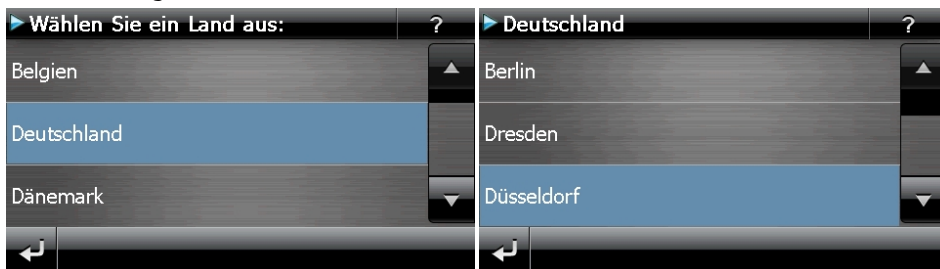 Wählen Sie ein Land aus: ?
Belgien
Deutschland
Dänemark
Deutschland ?
Berlin
Dresden
Düsseldorf